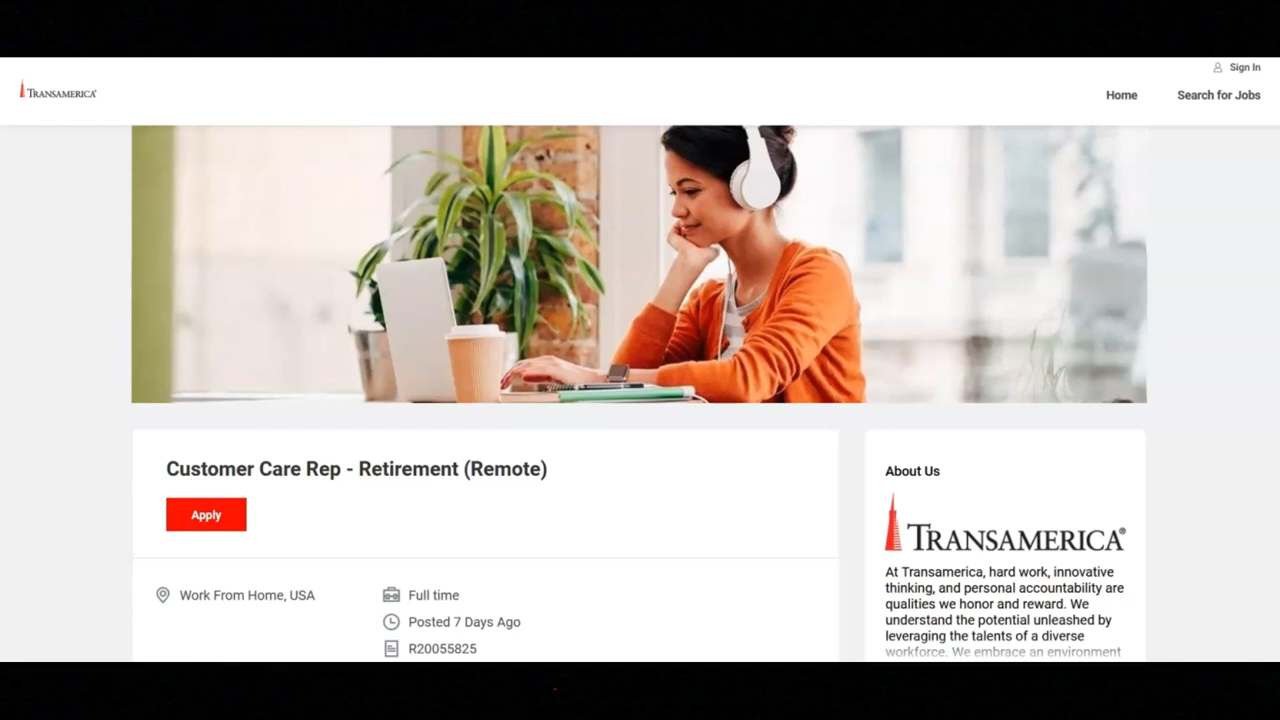 Sign In
TRANSAMERICA®
Home
Search for Jobs
Customer Care Rep - Retirement (Remote)
Apply
Work From Home, USA
Full time
Posted 7 Days Ago
R20055825
About Us
TRANSAMERICA®
At Transamerica, hard work, innovative
thinking, and personal accountability are
qualities we honor and reward. We
understand the potential unleashed by
leveraging the talents of a diverse
workforce. We embrace an environment